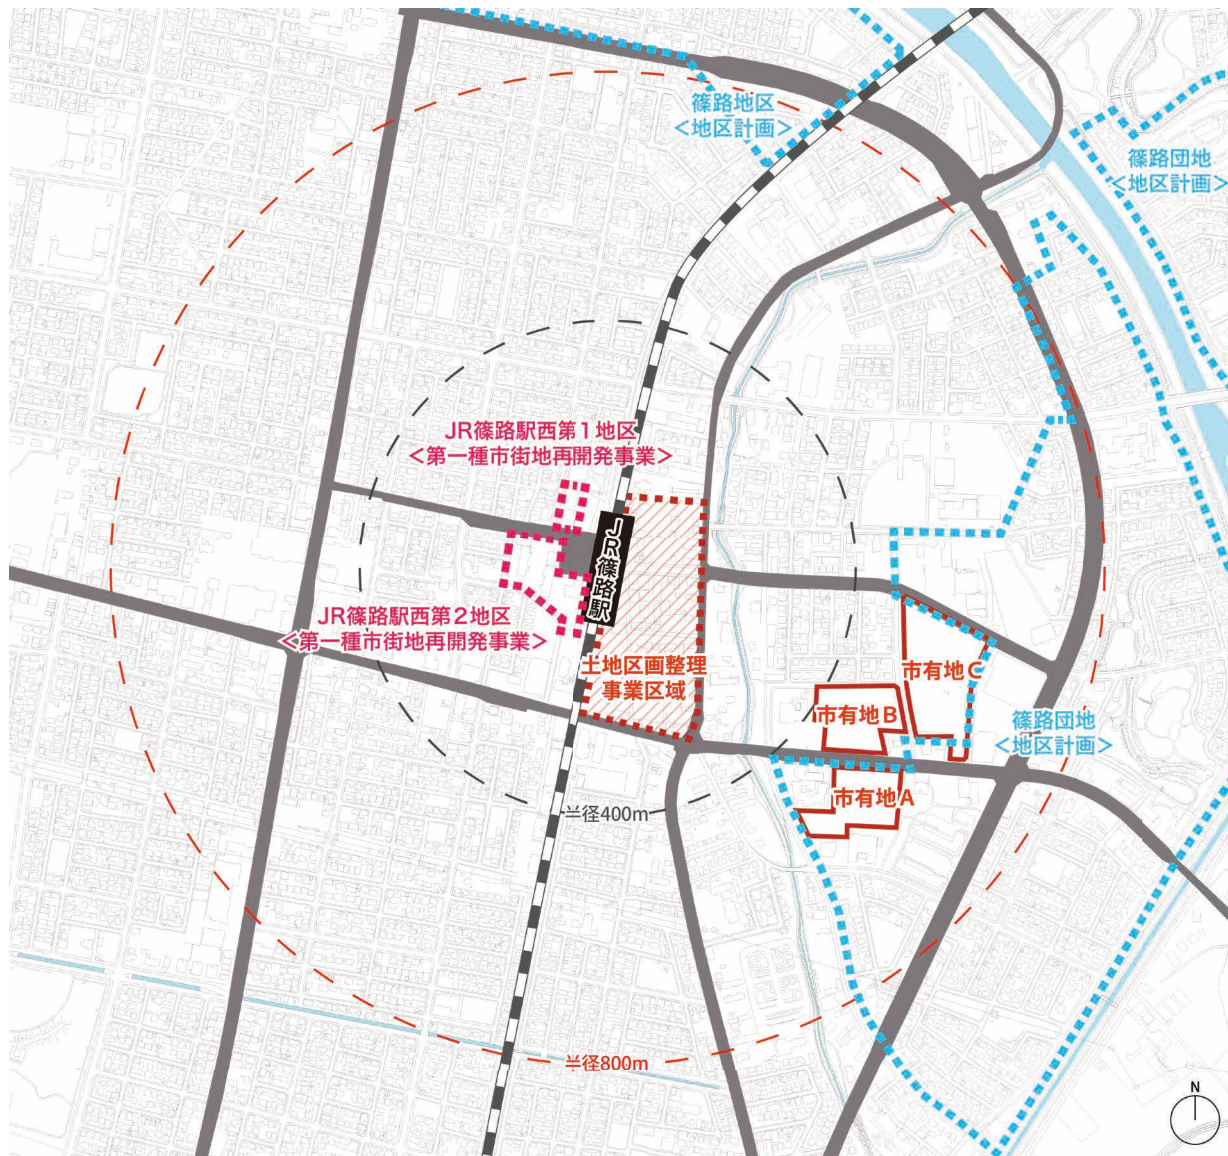 篠路地区
<地区計画>
篠路団地
<地区計画>
JR篠路駅西第1地区
<第一種市街地再開発事業>
JR篠路駅
JR篠路駅西第2地区
<第一種市街地再開発事業>
土地区画整理
事業区域
市有地C
市有地B
篠路団地
<地区計画>
市有地A
半径400m
半径800m
N